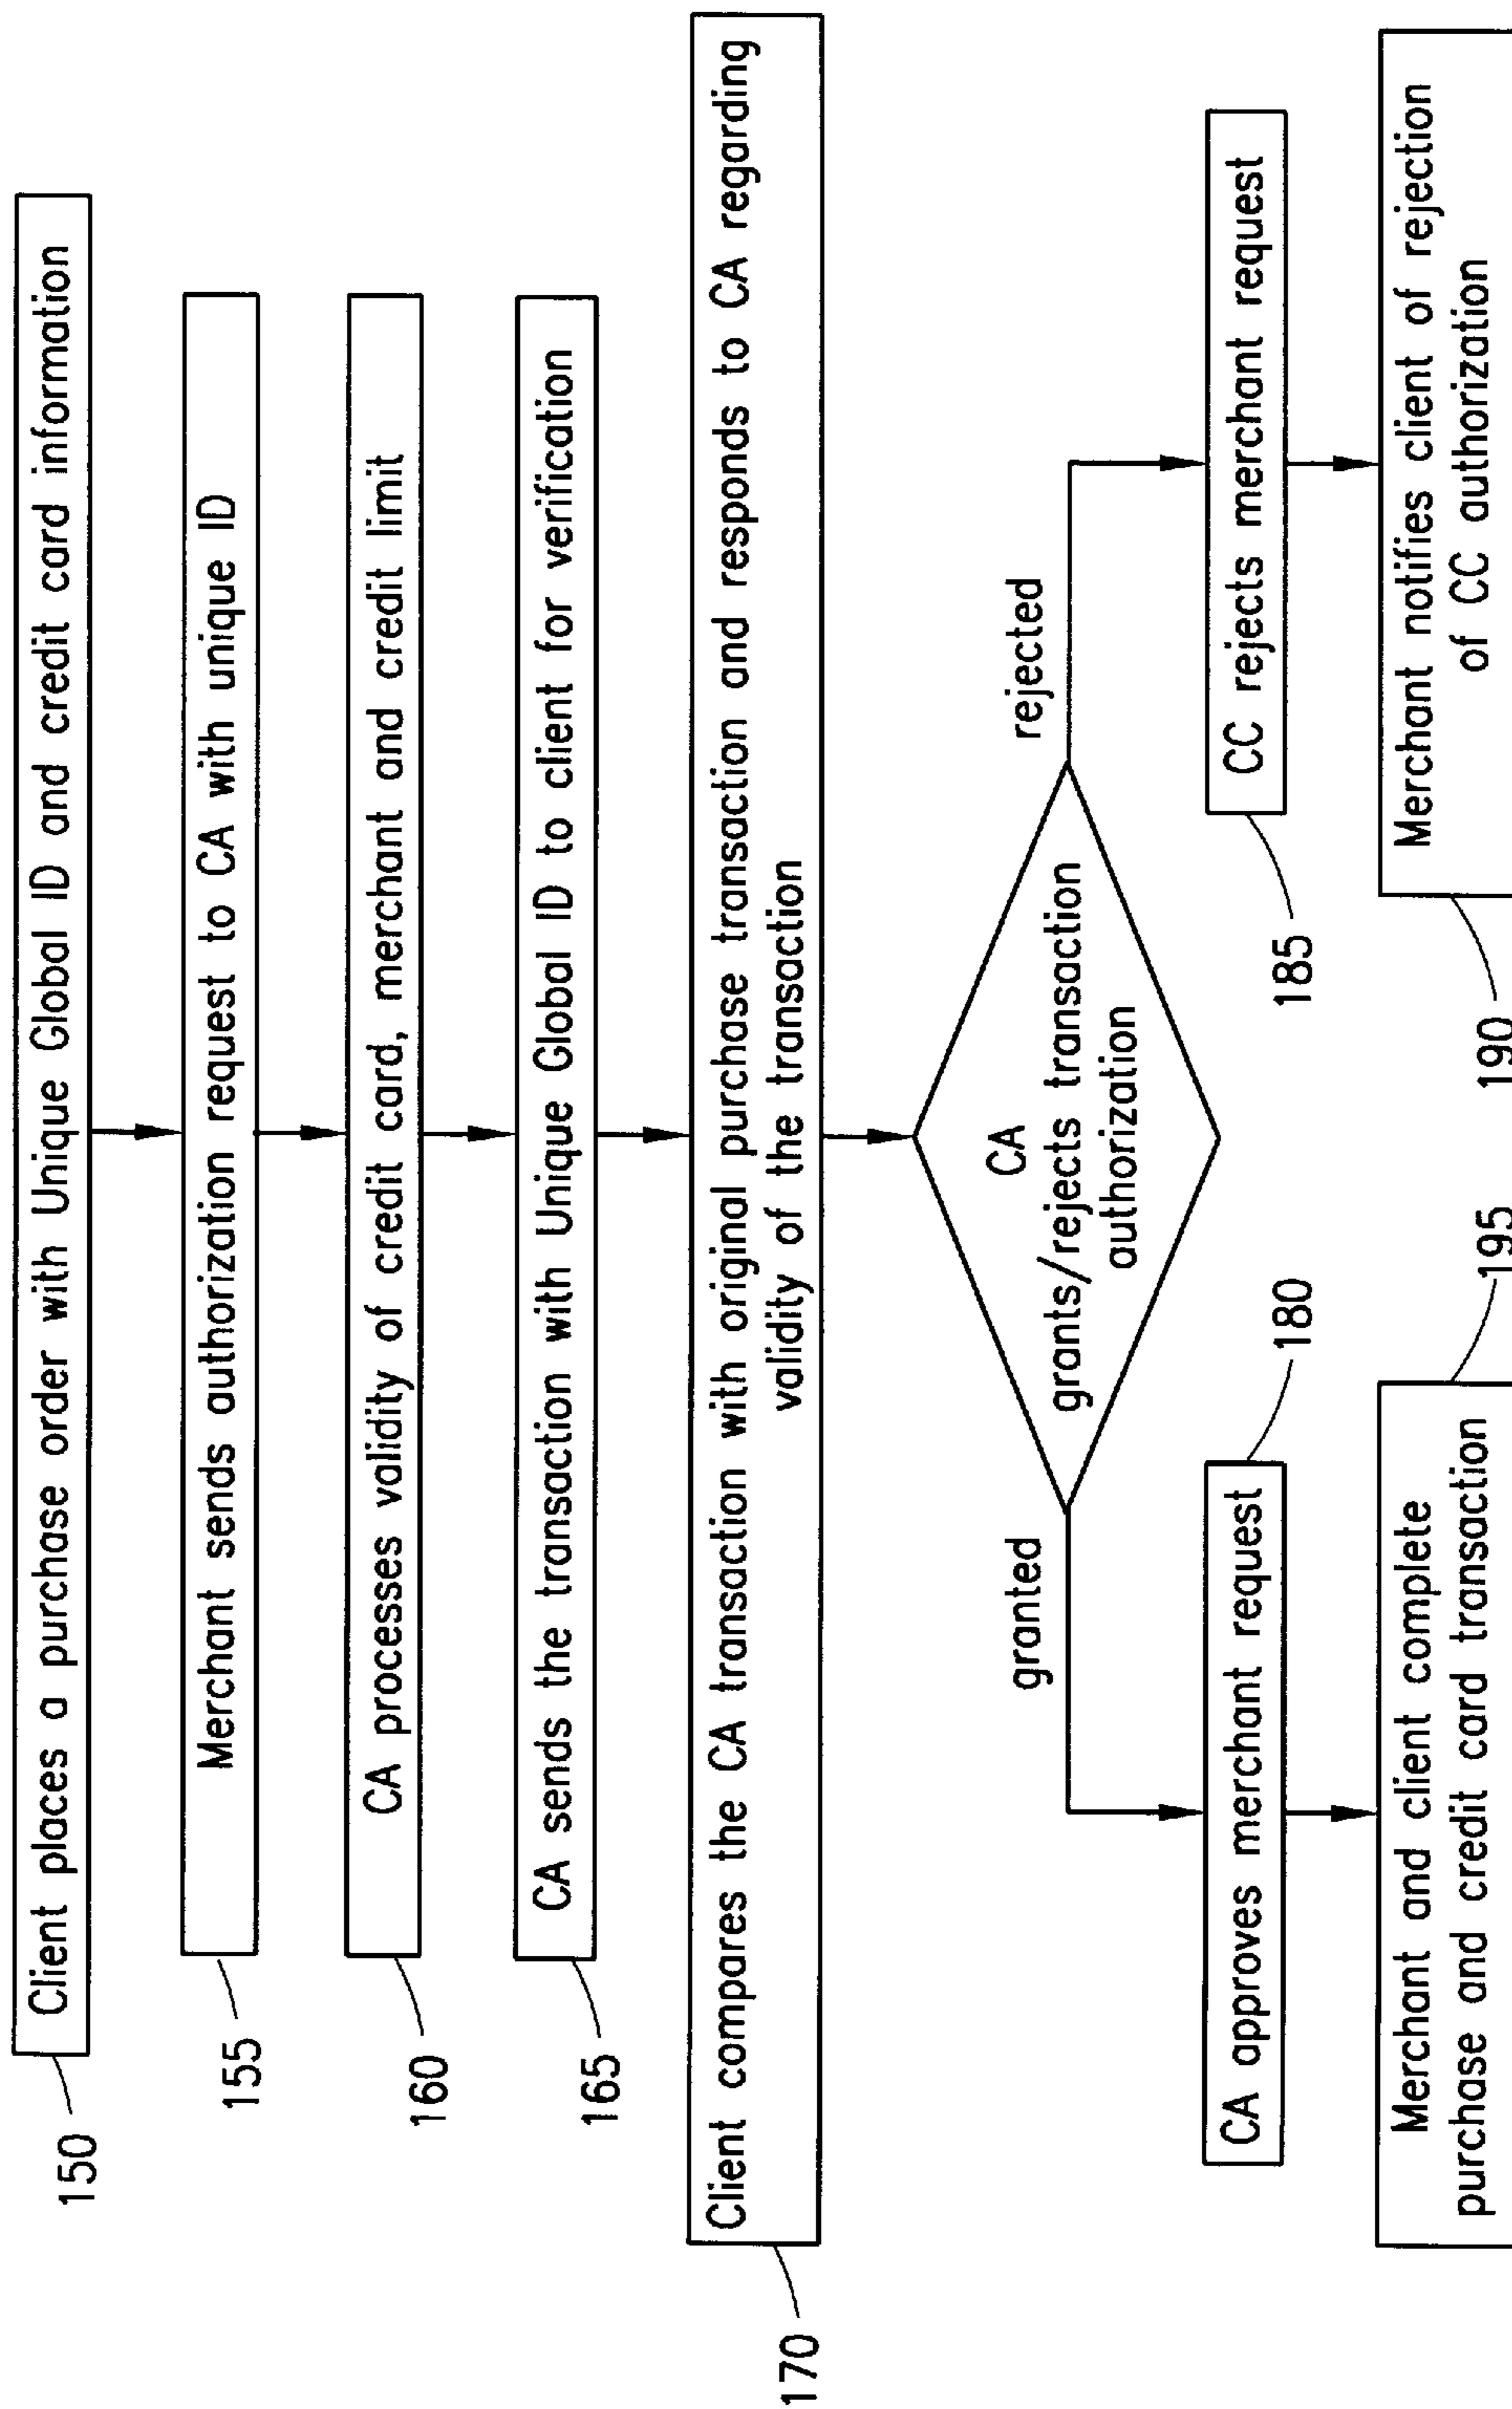 150
Client places a purchase order with Unique Global ID and credit card information
155
Merchant sends authorization request to CA with unique ID
160
CA processes validity of credit card, merchant and credit limit
165
CA sends the transaction with Unique Global ID to client for verification
170
Client compares the CA transaction with original purchase transaction and responds to CA regarding
validity of the transaction
CA
grants/rejects transaction
authorization
granted
rejected
CA approves merchant request
180
185
CC rejects merchant request
Merchant and client complete
purchase and credit card transaction
195
190
Merchant notifies client of rejection
of CC authorization